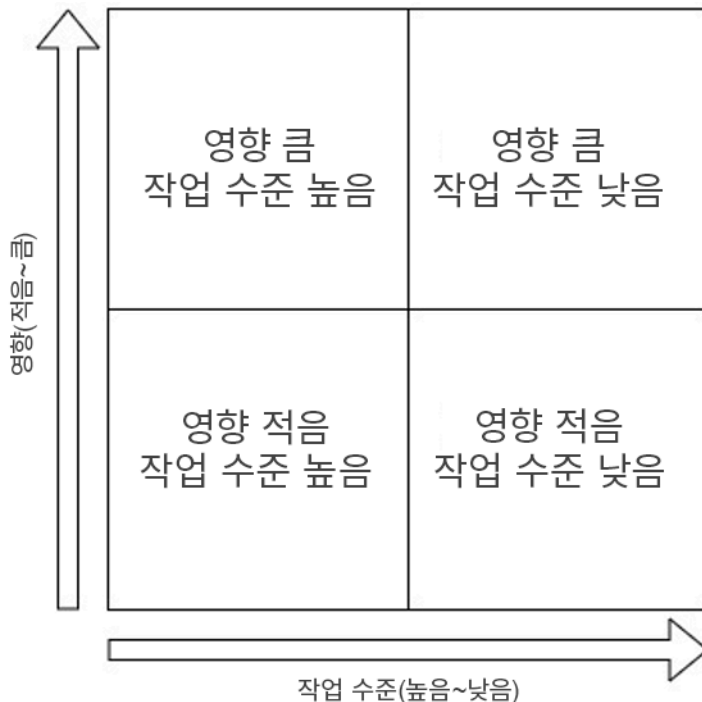 영향 큼
작업 수준 높음
영향 큼
작업 수준 낮음
영향(적음~큼)
영향 적음
작업 수준 높음
영향 적음
작업 수준 낮음
작업 수준(높음~낮음)